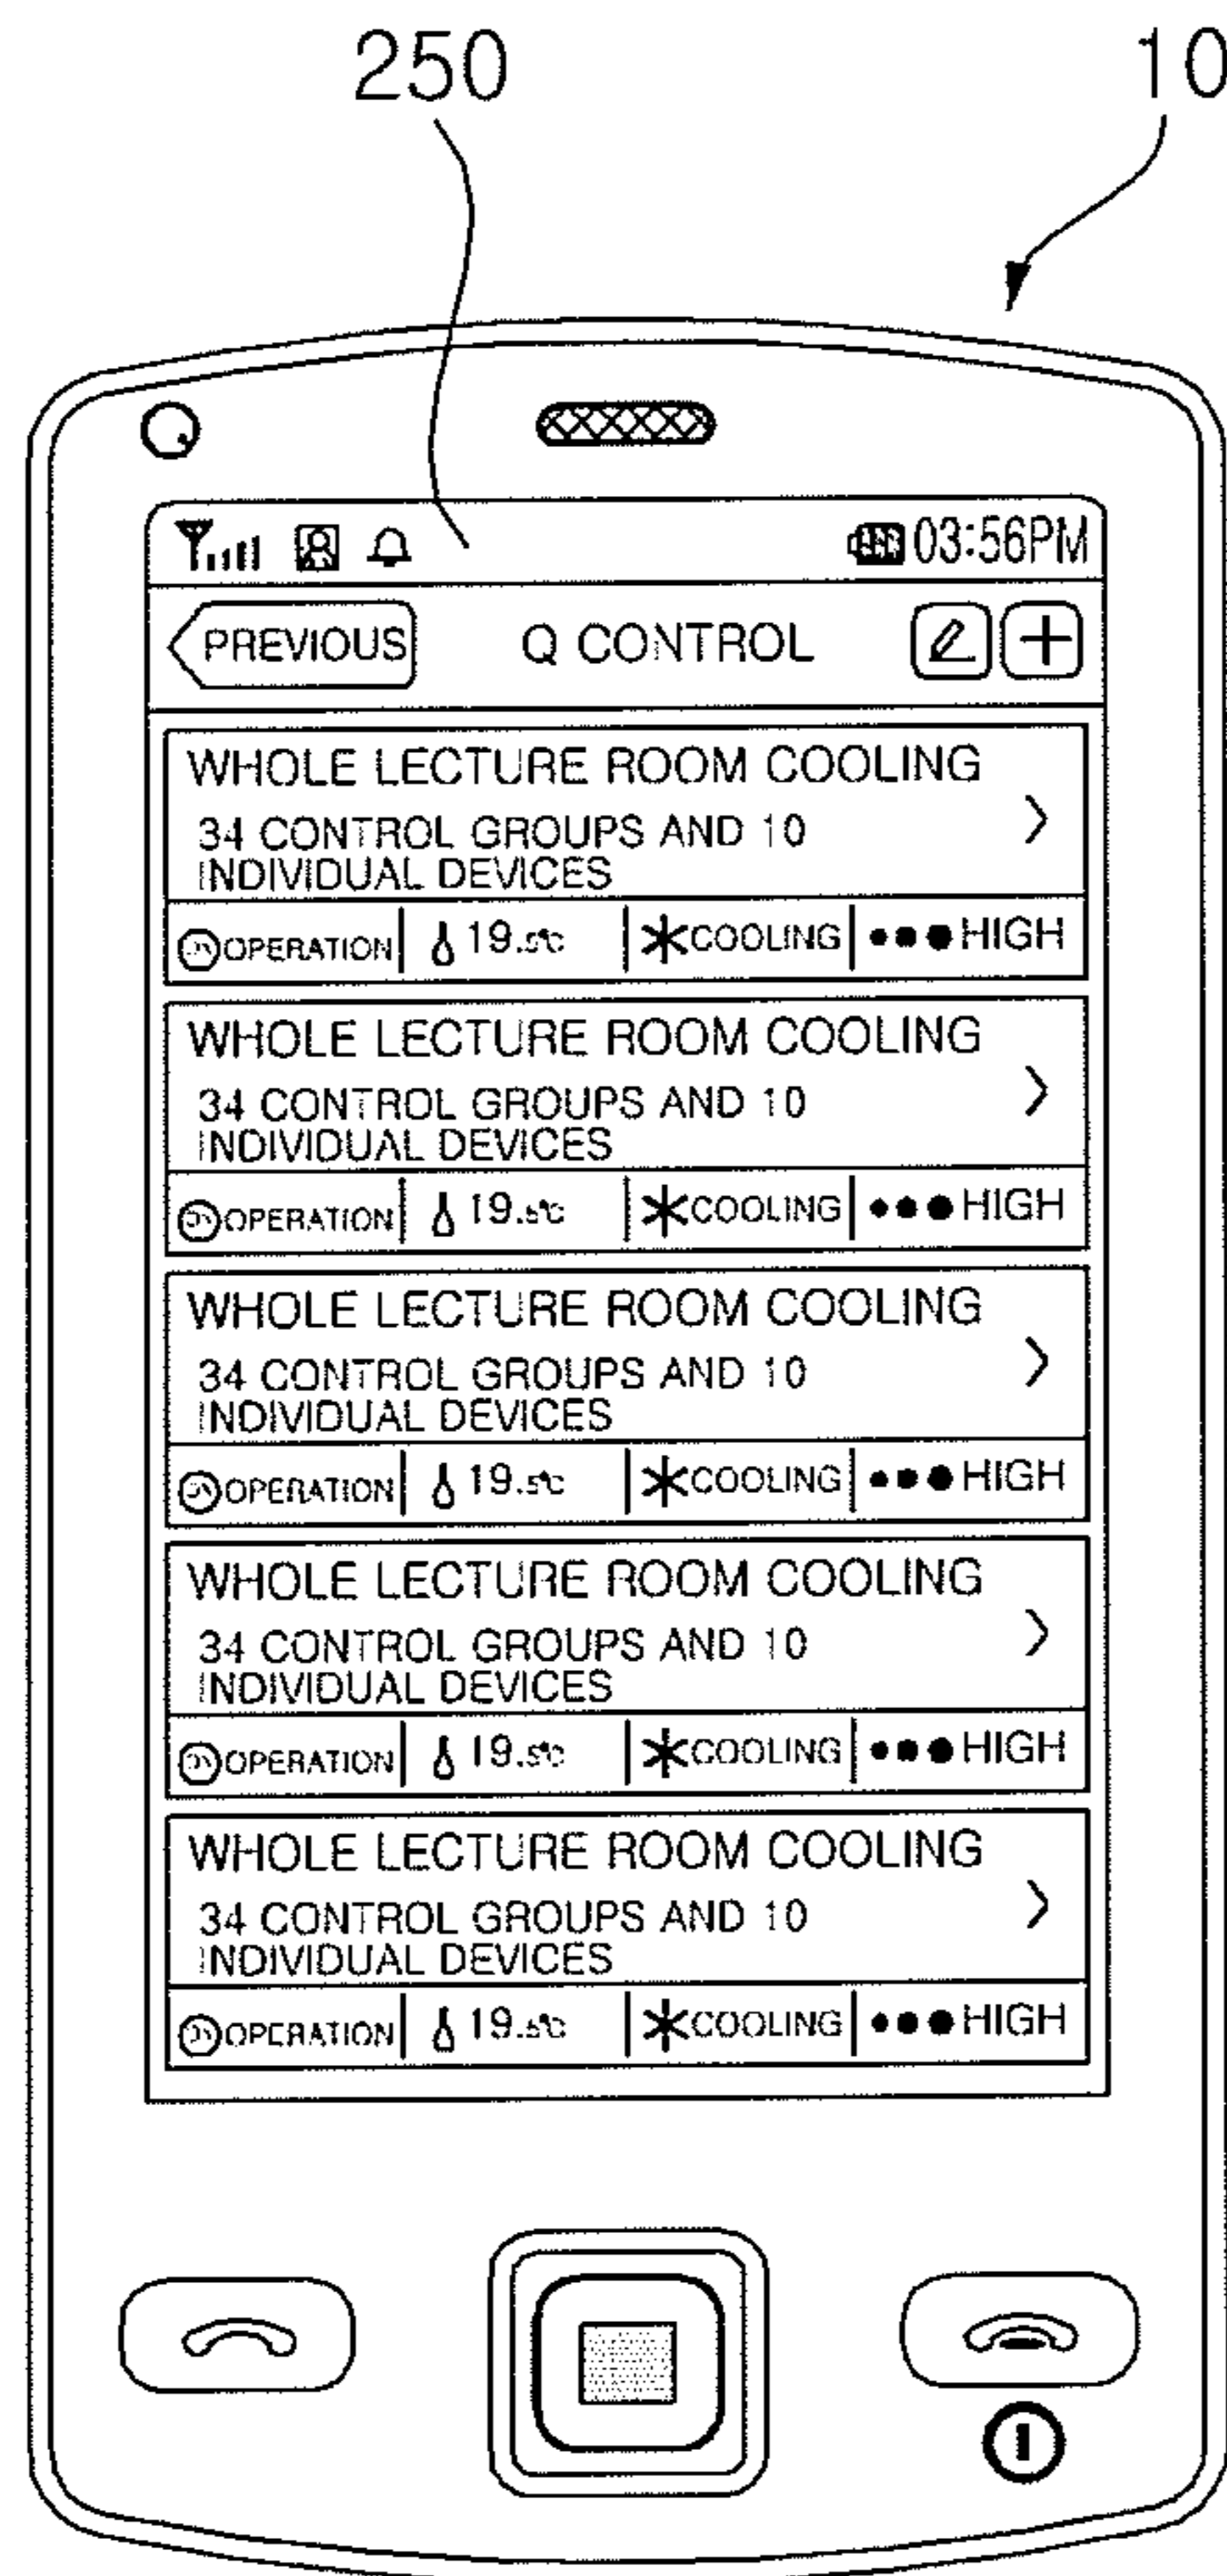 250
10
03:56PM
PREVIOUS
Q CONTROL
WHOLE LECTURE ROOM COOLING
34 CONTROL GROUPS AND 10
INDIVIDUAL DEVICES
OPERATION 19.5℃ COOLING HIGH
WHOLE LECTURE ROOM COOLING
34 CONTROL GROUPS AND 10
INDIVIDUAL DEVICES
OPERATION 19.5℃ COOLING HIGH
WHOLE LECTURE ROOM COOLING
34 CONTROL GROUPS AND 10
INDIVIDUAL DEVICES
OPERATION 19.5℃ COOLING HIGH
WHOLE LECTURE ROOM COOLING
34 CONTROL GROUPS AND 10
INDIVIDUAL DEVICES
OPERATION 19.5℃ COOLING HIGH
WHOLE LECTURE ROOM COOLING
34 CONTROL GROUPS AND 10
INDIVIDUAL DEVICES
OPERATION 19.5℃ COOLING HIGH